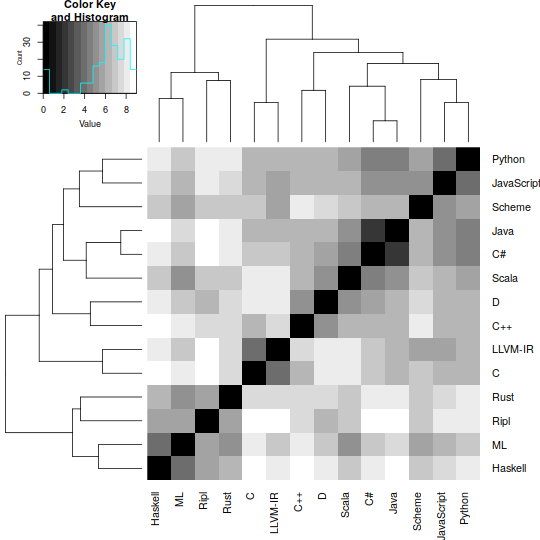 Color Key
and Histogram
Count
0 10 30
0 2 4 6 8
Value
Python
JavaScript
Scheme
Java
C#
Scala
D
C++
LLVM-IR
C
Rust
Ripl
ML
Haskell
Haskell
ML
Ripl
Rust
C
LLVM-IR
C++
D
Scala
C#
Java
Scheme
JavaScript
Python